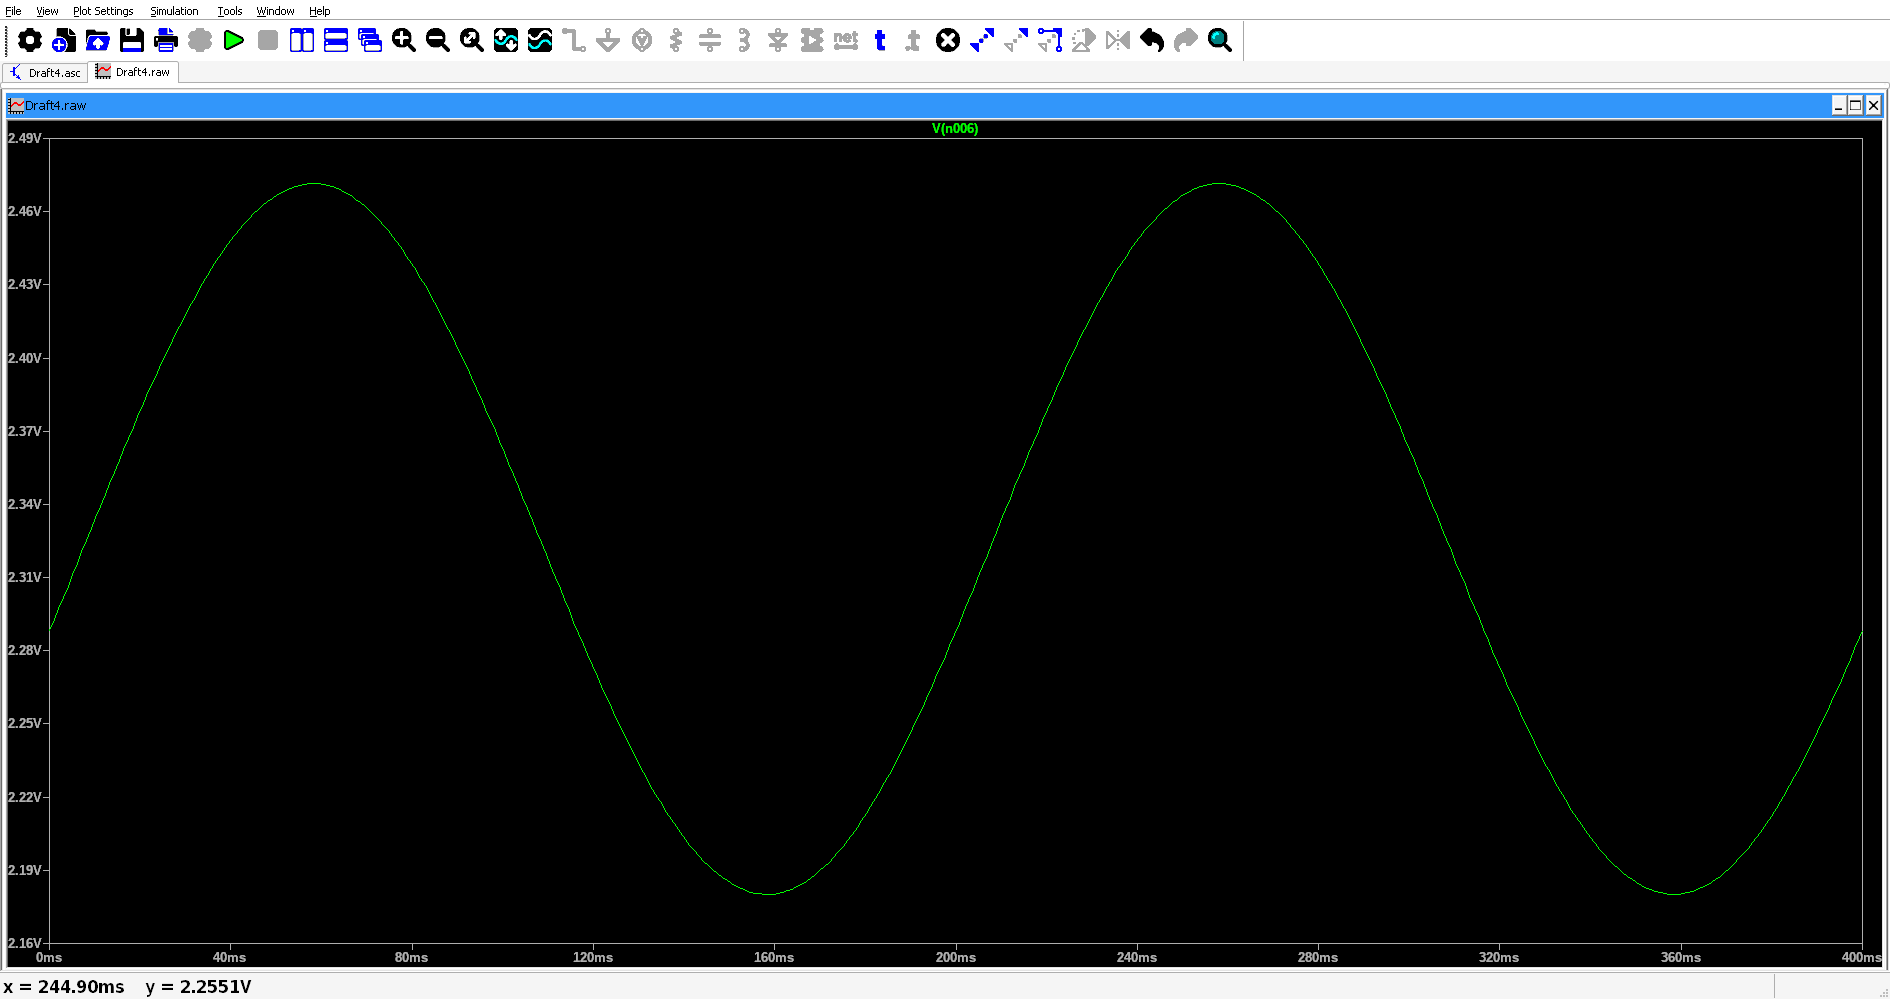 File View Plot Settings Simulation Tools Window Help
net t .t
Draft4.asc Draft4.raw
Draft4.raw
V(n006)
2.49V
2.46V
2.43V
2.40V
2.37V
2.34V
2.31V
2.28V
2.25V
2.22V
2.19V
2.16V
0ms 40ms 80ms 120ms 160ms 200ms 240ms 280ms 320ms 360ms 400ms
x = 244.90ms y = 2.2551V